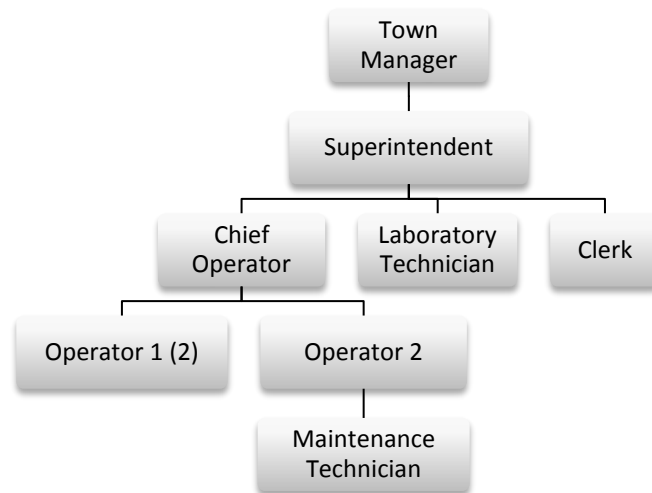 Town
Manager
Superintendent
Chief
Operator
Laboratory
Technician
Clerk
Operator 1 (2)
Operator 2
Maintenance
Technician